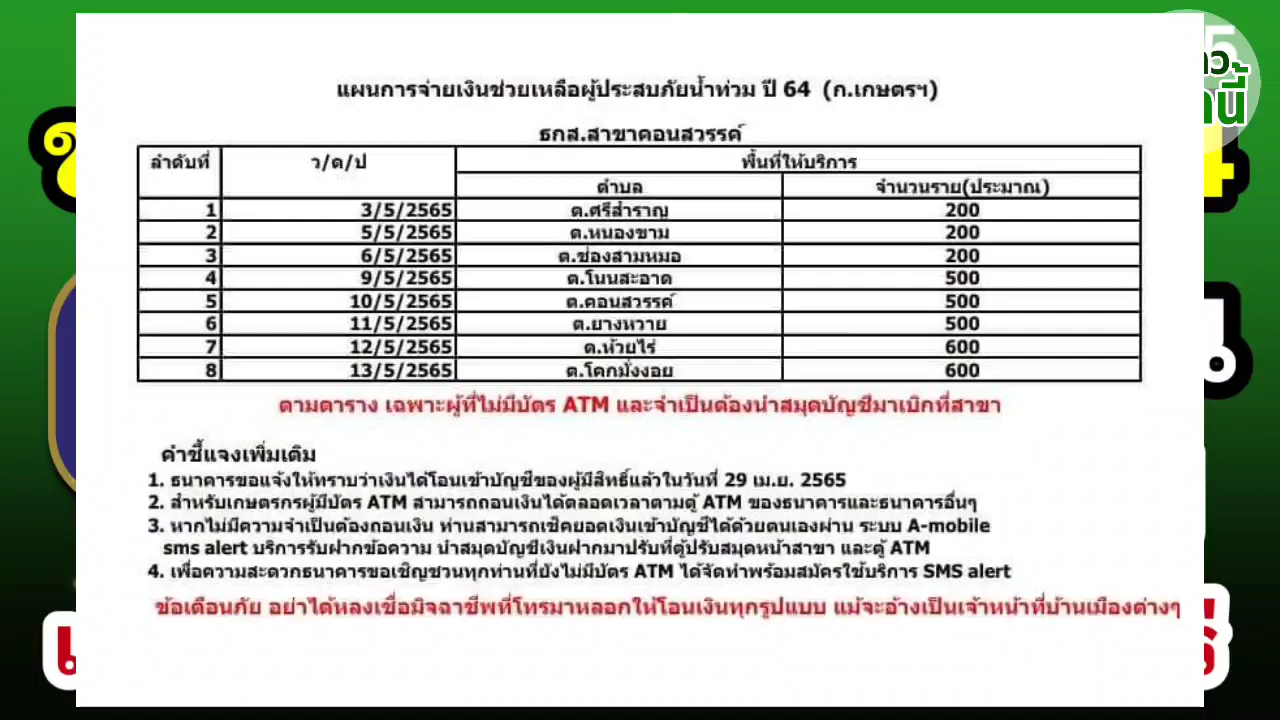 แผนการจ่ายเงินช่วยเหลือผู้ประสบภัยน้ำท่วม ปี 64 (ก.เกษตรฯ)
ธกส.สาขาคอนสวรรค์
ลำดับที่ ว/ด/ป พื้นที่ให้บริการ
ตำบล จำนวนราย(ประมาณ)
1 3/5/2565 ต.ศรีสำราญ 200
2 5/5/2565 ต.หนองขาม 200
3 6/5/2565 ต.ช่องสามหมอ 200
4 9/5/2565 ต.โนนสะอาด 500
5 10/5/2565 ต.คอนสวรรค์ 500
6 11/5/2565 ต.ยางหวาย 500
7 12/5/2565 ต.ห้วยไร่ 600
8 13/5/2565 ต.โคกมั่งงอย 600
ตามตาราง เฉพาะผู้ที่ไม่มีบัตร ATM และจำเป็นต้องนำสมุดบัญชีมาเบิกที่สาขา
คำชี้แจงเพิ่มเติม
1. ธนาคารขอแจ้งให้ทราบว่าเงินได้โอนเข้าบัญชีของผู้มีสิทธิ์แล้วในวันที่ 29 เม.ย. 2565
2. สำหรับเกษตรกรผู้มีบัตร ATM สามารถถอนเงินได้ตลอดเวลาตามตู้ ATM ของธนาคารและธนาคารอื่นๆ
3. หากไม่มีความจำเป็นต้องถอนเงิน ท่านสามารถเช็คยอดเงินเข้าบัญชีได้ด้วยตนเองผ่าน ระบบ A-mobile
sms alert บริการรับฝากข้อความ นำสมุดบัญชีเงินฝากมาปรับที่ตู้ปรับสมุดหน้าสาขา และตู้ ATM
4. เพื่อความสะดวกธนาคารขอเชิญชวนทุกท่านที่ยังไม่มีบัตร ATM ได้จัดทำพร้อมสมัครใช้บริการ SMS alert
ข้อเตือนภัย อย่าได้หลงเชื่อมิจฉาชีพที่โทรมาหลอกให้โอนเงินทุกรูปแบบ แม้จะอ้างเป็นเจ้าหน้าที่บ้านเมืองต่างๆ